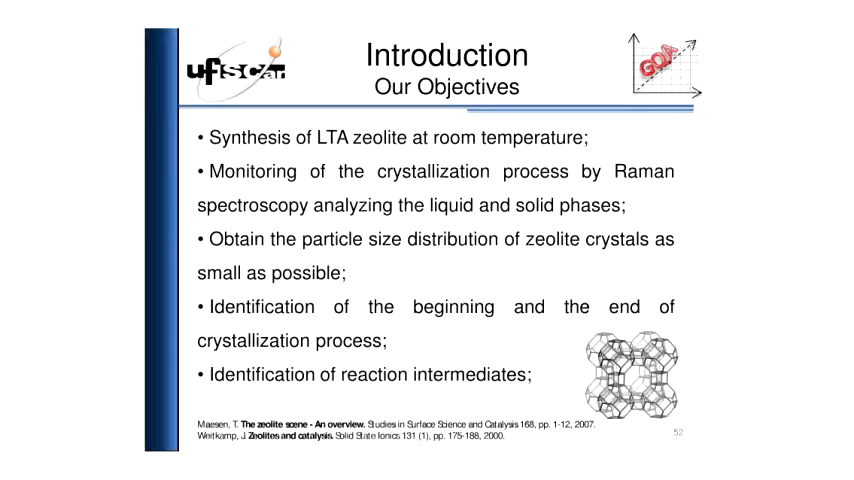 ufscar
Introduction
Our Objectives
GOA
• Synthesis of LTA zeolite at room temperature;
• Monitoring of the crystallization process by Raman
spectroscopy analyzing the liquid and solid phases;
• Obtain the particle size distribution of zeolite crystals as
small as possible;
• Identification of the beginning and the end of
crystallization process;
• Identification of reaction intermediates;
Maesen, T. The zeolite scene - An overview. Studies in Surface Science and Catalysis 168, pp. 1-12, 2007.
Weitkamp, J. Zeolites and catalysis. Solid State Ionics 131 (1), pp. 175-188, 2000.
52